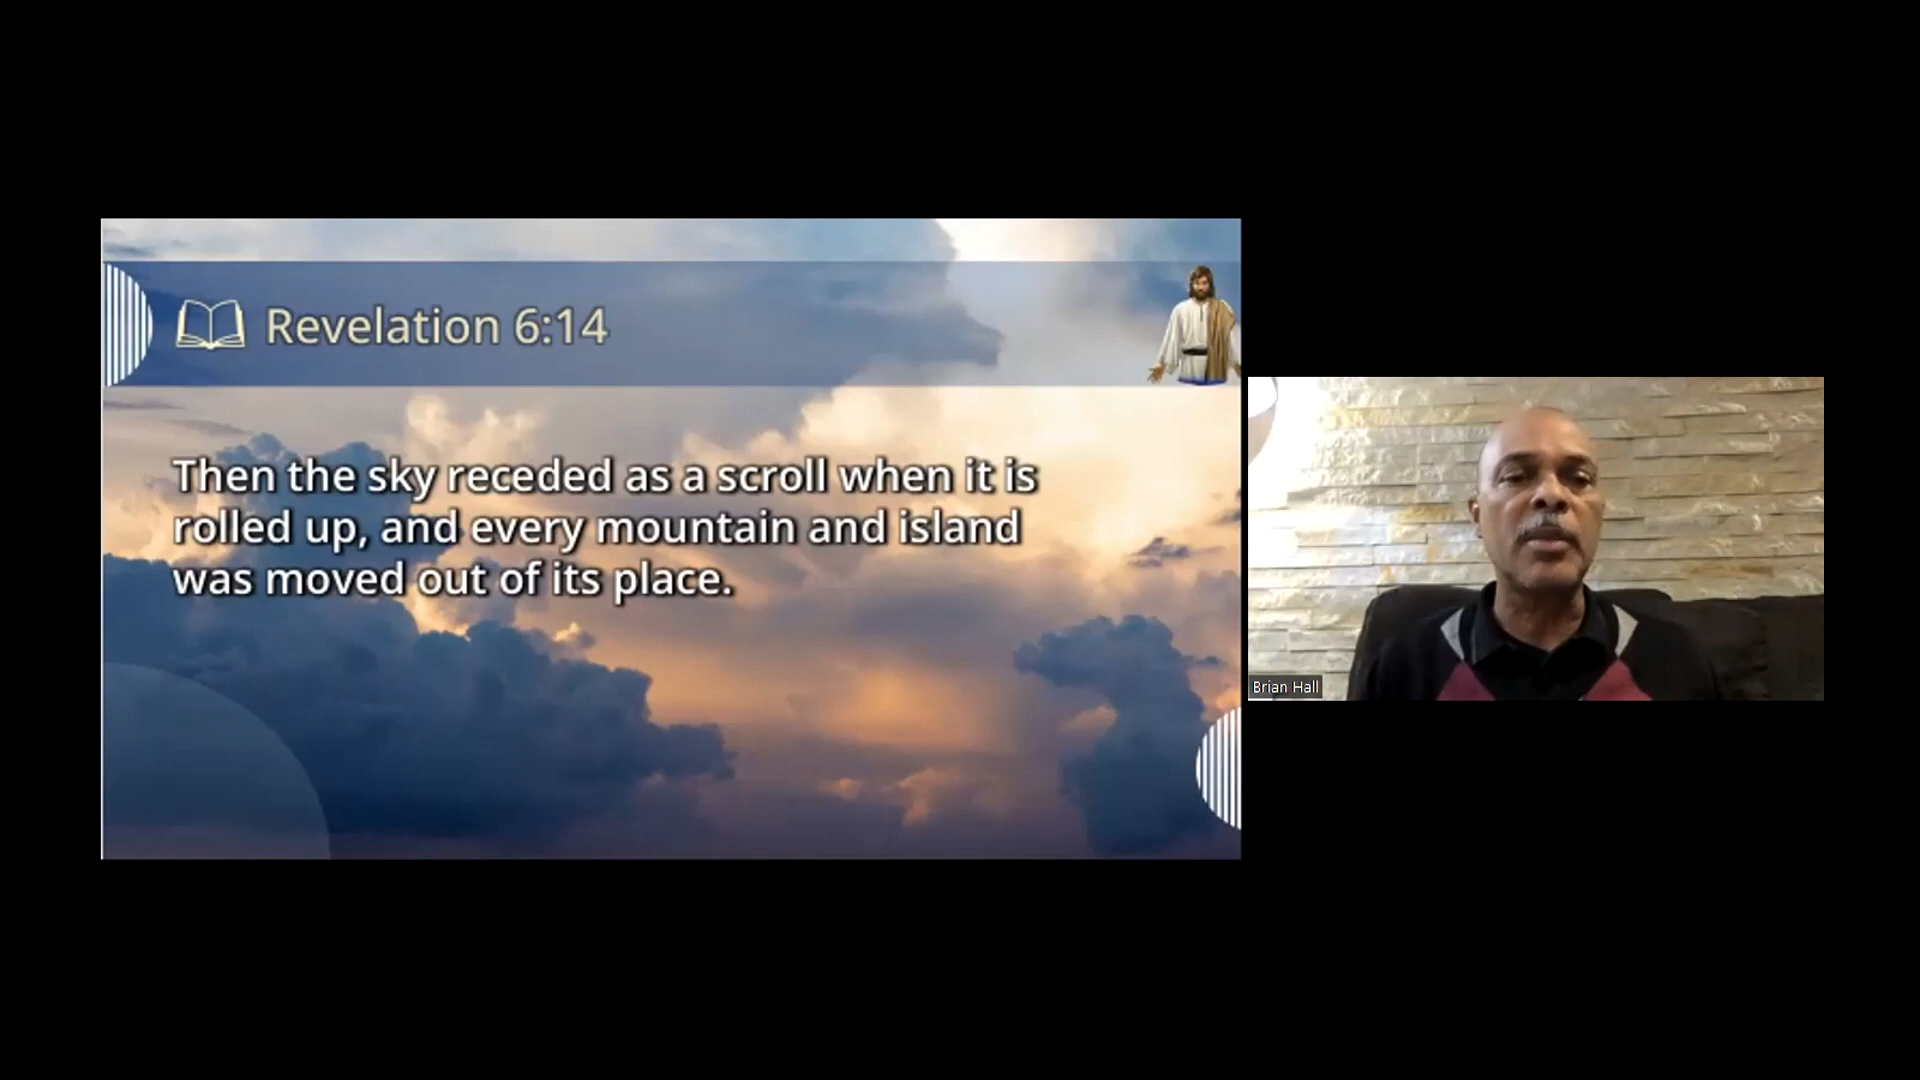 Revelation 6:14
Then the sky receded as a scroll when it is
rolled up, and every mountain and island
was moved out of its place.
Brian Hall